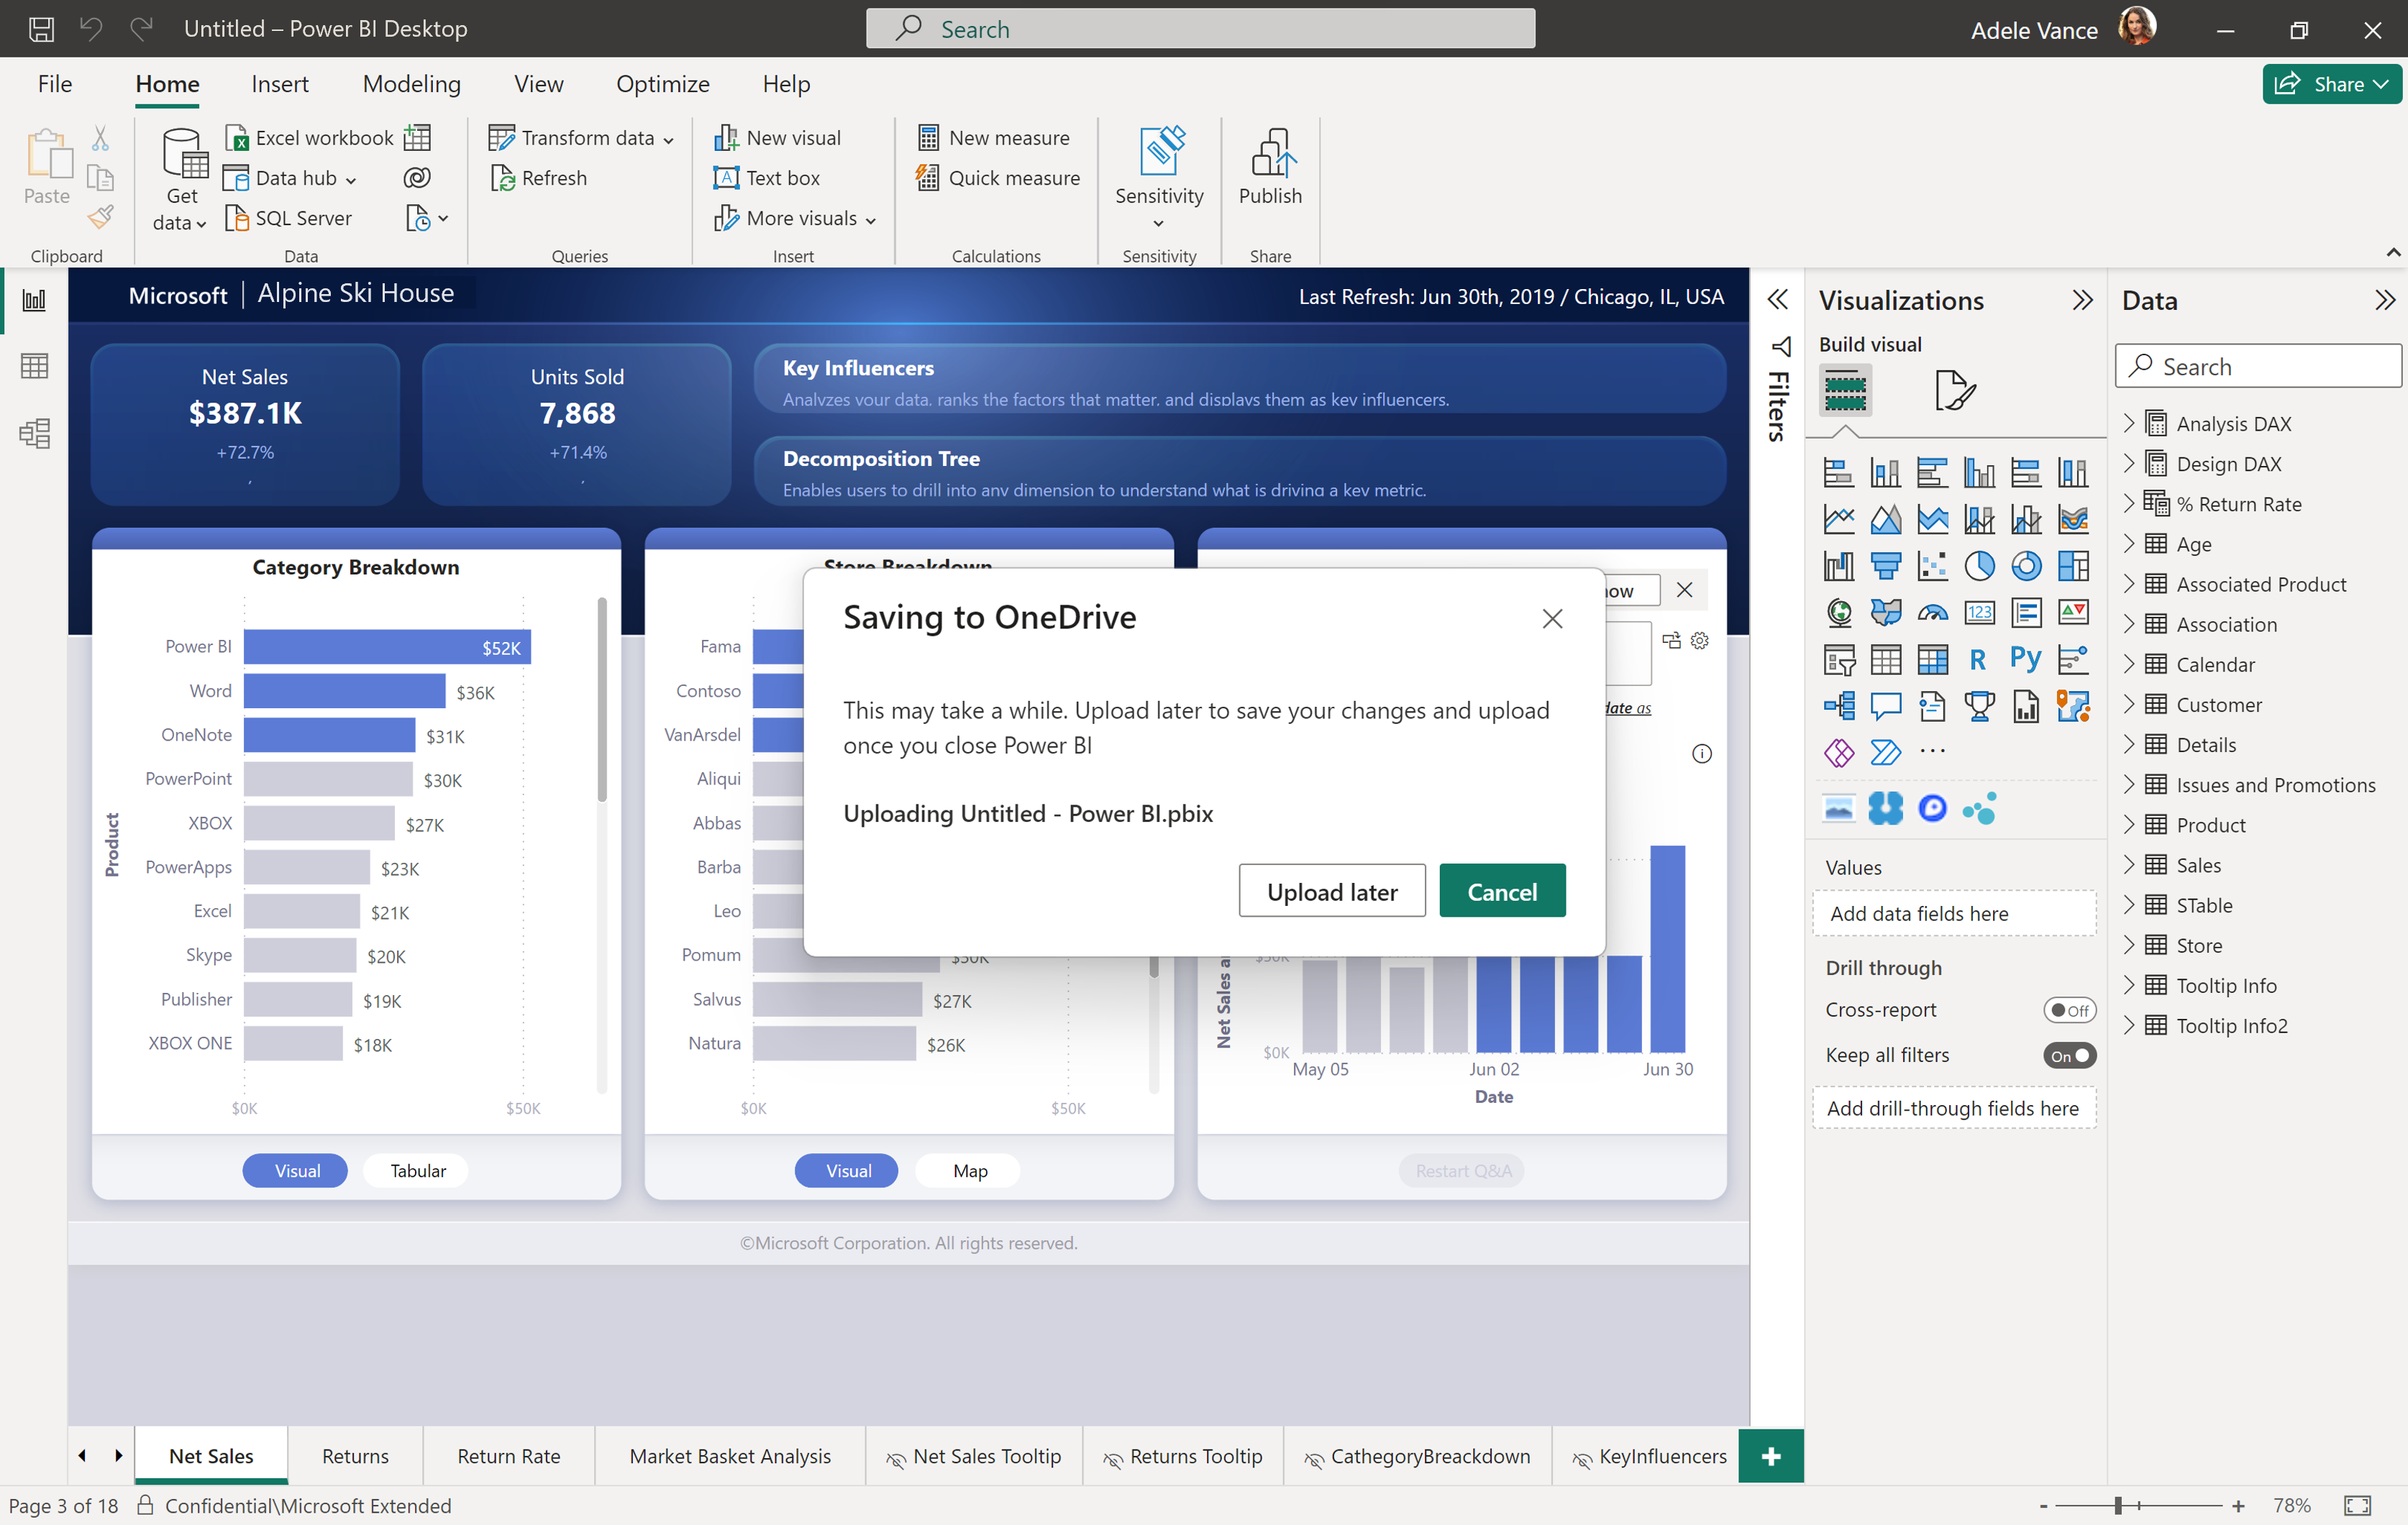 Untitled – Power BI Desktop
Search
Adele Vance
File
Home
Insert
Modeling
View
Optimize
Help
Share
Paste
Clipboard
Get data
Excel workbook
Data hub
SQL Server
Data
Transform data
Refresh
Queries
New visual
Text box
More visuals
Insert
New measure
Quick measure
Calculations
Sensitivity
Sensitivity
Publish
Share
Microsoft | Alpine Ski House
Last Refresh: Jun 30th, 2019 / Chicago, IL, USA
Net Sales
$387.1K
+72.7%
Units Sold
7,868
+71.4%
Key Influencers
Analyzes your data, ranks the factors that matter, and displays them as key influencers.
Decomposition Tree
Enables users to drill into any dimension to understand what is driving a key metric.
Category Breakdown
Product
Power BI $52K
Word $36K
OneNote $31K
PowerPoint $30K
XBOX $27K
PowerApps $23K
Excel $21K
Skype $20K
Publisher $19K
XBOX ONE $18K
$0K $50K
Visual
Tabular
Store Breakdown
Fama
Contoso
VanArsdel
Aliqui
Abbas
Barba
Leo
Pomum $30K
Salvus $27K
Natura $26K
$0K $50K
Visual
Map
Saving to OneDrive
This may take a while. Upload later to save your changes and upload
once you close Power BI
Uploading Untitled - Power BI.pbix
Upload later
Cancel
as
Net Sales
$0K
May 05
Jun 02
Jun 30
Date
Restart Q&A
©Microsoft Corporation. All rights reserved.
Filters
Visualizations
Build visual
123
R
Py
...
Values
Add data fields here
Drill through
Cross-report
Off
Keep all filters
On
Add drill-through fields here
Data
Search
Analysis DAX
Design DAX
% Return Rate
Age
Associated Product
Association
Calendar
Customer
Details
Issues and Promotions
Product
Sales
STable
Store
Tooltip Info
Tooltip Info2
Net Sales
Returns
Return Rate
Market Basket Analysis
Net Sales Tooltip
Returns Tooltip
CathegoryBreackdown
KeyInfluencers
+
Page 3 of 18
Confidential\Microsoft Extended
- + 78%